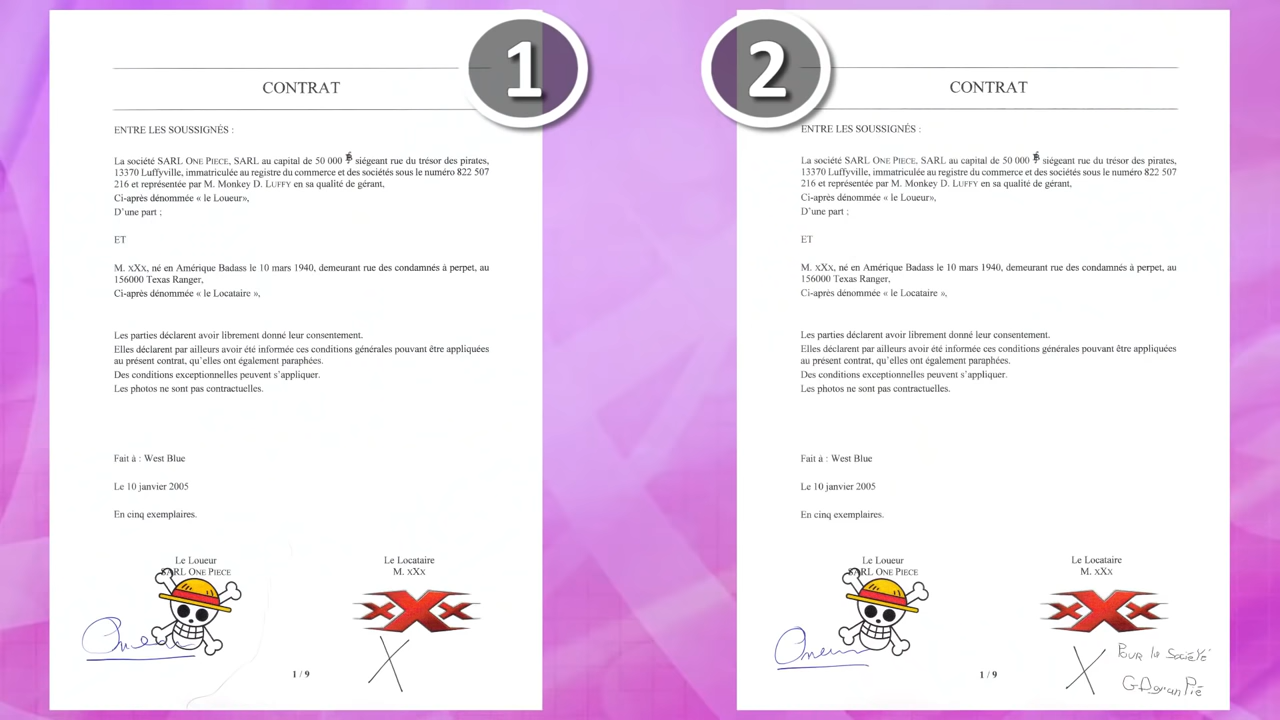 1
CONTRAT
ENTRE LES SOUSSIGNÉS :
La société SARL ONE PIECE, SARL au capital de 50 000 siégeant rue du trésor des pirates,
13370 Luffyville, immatriculée au registre du commerce et des sociétés sous le numéro 822 507
216 et représentée par M. Monkey D. LUFFY en sa qualité de gérant,
Ci-après dénommée « le Loueur»,
D'une part ;
ET
M. xXx, né en Amérique Badass le 10 mars 1940, demeurant rue des condamnés à perpet, au
156000 Texas Ranger,
Ci-après dénommée « le Locataire »,
Les parties déclarent avoir librement donné leur consentement.
Elles déclarent par ailleurs avoir été informée ces conditions générales pouvant être appliquées
au présent contrat, qu'elles ont également paraphées.
Des conditions exceptionnelles peuvent s'appliquer.
Les photos ne sont pas contractuelles.
Fait à : West Blue
Le 10 janvier 2005
En cinq exemplaires.
Le Loueur
SARL ONE PIECE
Le Locataire
M. xXx
xXx
1 / 9
2
CONTRAT
ENTRE LES SOUSSIGNÉS :
La société SARL ONE PIECE, SARL au capital de 50 000 siégeant rue du trésor des pirates,
13370 Luffyville, immatriculée au registre du commerce et des sociétés sous le numéro 822 507
216 et représentée par M. Monkey D. LUFFY en sa qualité de gérant,
Ci-après dénommée « le Loueur»,
D'une part ;
ET
M. xXx, né en Amérique Badass le 10 mars 1940, demeurant rue des condamnés à perpet, au
156000 Texas Ranger,
Ci-après dénommée « le Locataire »,
Les parties déclarent avoir librement donné leur consentement.
Elles déclarent par ailleurs avoir été informée ces conditions générales pouvant être appliquées
au présent contrat, qu'elles ont également paraphées.
Des conditions exceptionnelles peuvent s'appliquer.
Les photos ne sont pas contractuelles.
Fait à : West Blue
Le 10 janvier 2005
En cinq exemplaires.
Le Loueur
SARL ONE PIECE
Le Locataire
M. xXx
xXx
Pour la Société
1 / 9